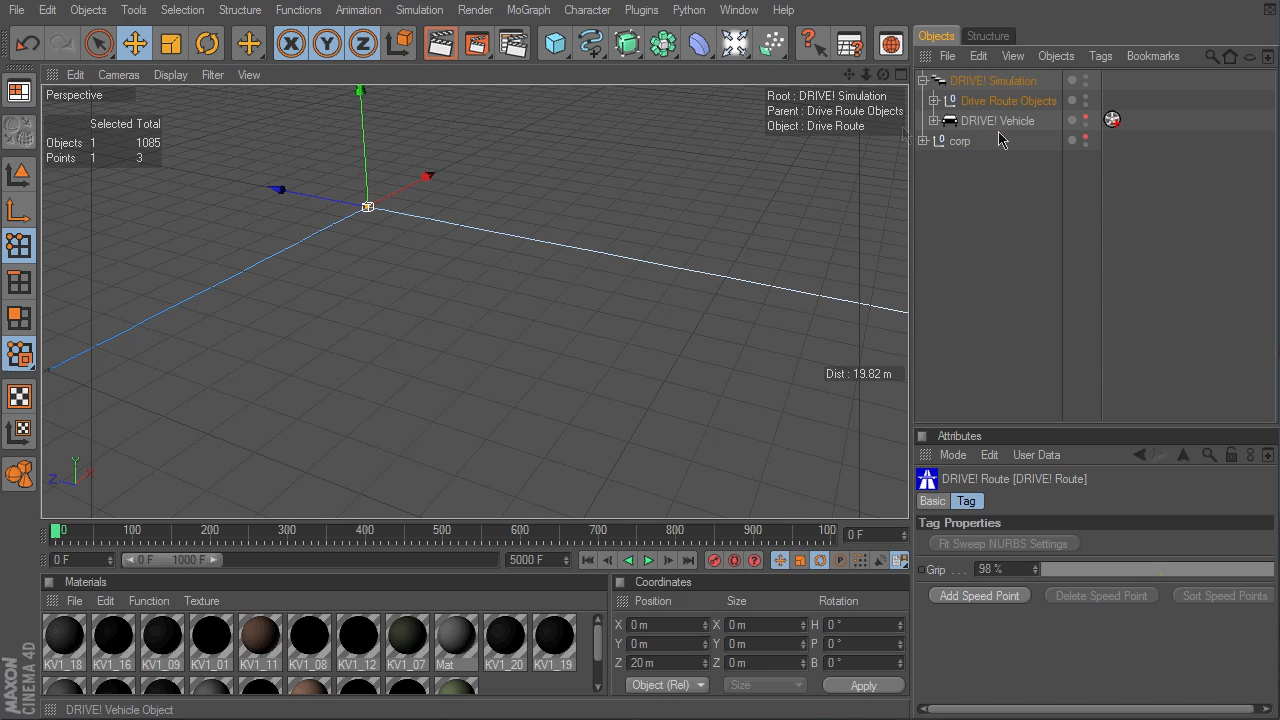 File Edit Objects Tools Selection Structure Functions Animation Simulation Render MoGraph Character Plugins Python Window Help
Objects Structure
File Edit View Objects Tags Bookmarks
Edit Cameras Display Filter View
Perspective
Selected Total
Objects 1 1085
Points 1 3
Root : DRIVE! Simulation
Parent : Drive Route Objects
Object : Drive Route
DRIVE! Simulation
Drive Route Objects
DRIVE! Vehicle
corp
Dist : 19.82 m
Y
Z X
Attributes
Mode Edit User Data
DRIVE! Route [DRIVE! Route]
Basic Tag
Tag Properties
Fit Sweep NURBS Settings
Grip . . . 98 %
Add Speed Point Delete Speed Point Sort Speed Points
0 100 200 300 400 500 600 700 800 900 100 0 F
0 F 0 F 1000 F 5000 F
Materials
File Edit Function Texture
KV1_18 KV1_16 KV1_09 KV1_01 KV1_11 KV1_08 KV1_12 KV1_07 Mat KV1_20 KV1_19
Coordinates
Position Size Rotation
X 0 m X 0 m H 0 °
Y 0 m Y 0 m P 0 °
Z 20 m Z 0 m B 0 °
Object (Rel) Size Apply
MAXON
CINEMA 4D
DRIVE! Vehicle Object